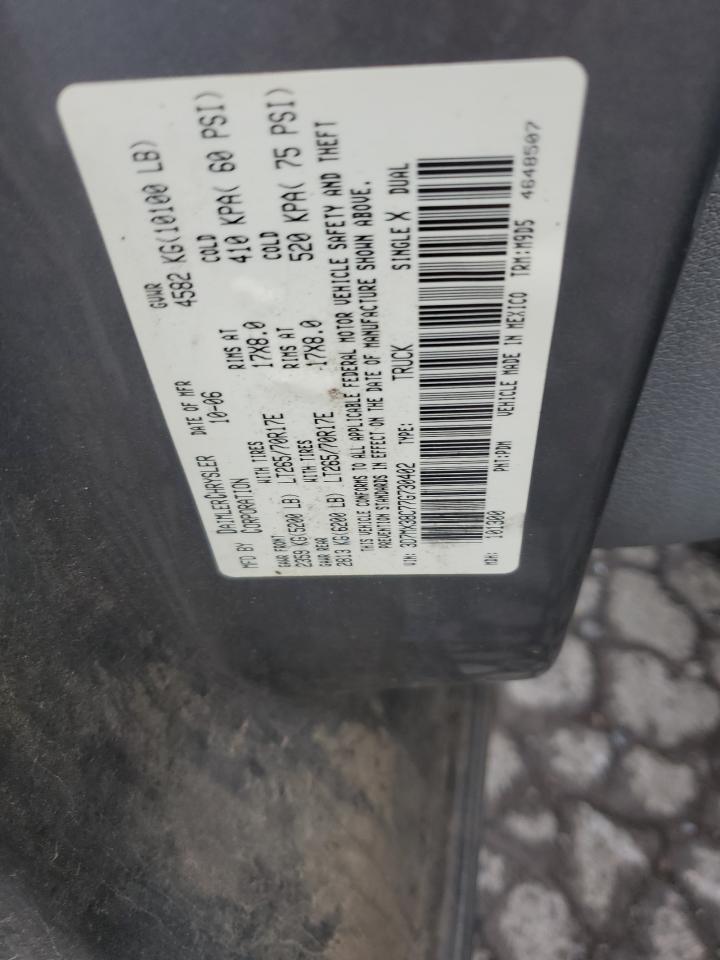 MFD BY DAIMLERCHRYSLER CORPORATION DATE OF MFR 10-06 GVWR 4582 KG(10100 LB)
GAWR FRONT WITH TIRES RIMS AT COLD
2359 KG(5200 LB) LT265/70R17E 17X8.0 410 KPA( 60 PSI)
GAWR REAR WITH TIRES RIMS AT COLD
2813 KG(6200 LB) LT265/70R17E 17X8.0 520 KPA( 75 PSI)
THIS VEHICLE CONFORMS TO ALL APPLICABLE FEDERAL MOTOR VEHICLE SAFETY AND THEFT
PREVENTION STANDARDS IN EFFECT ON THE DATE OF MANUFACTURE SHOWN ABOVE.
VIN: 3D7MX38C77G730402 TYPE: TRUCK SINGLE X DUAL
MDH: 101300 PNT:PDM VEHICLE MADE IN MEXICO TRM:M9D5
4648507